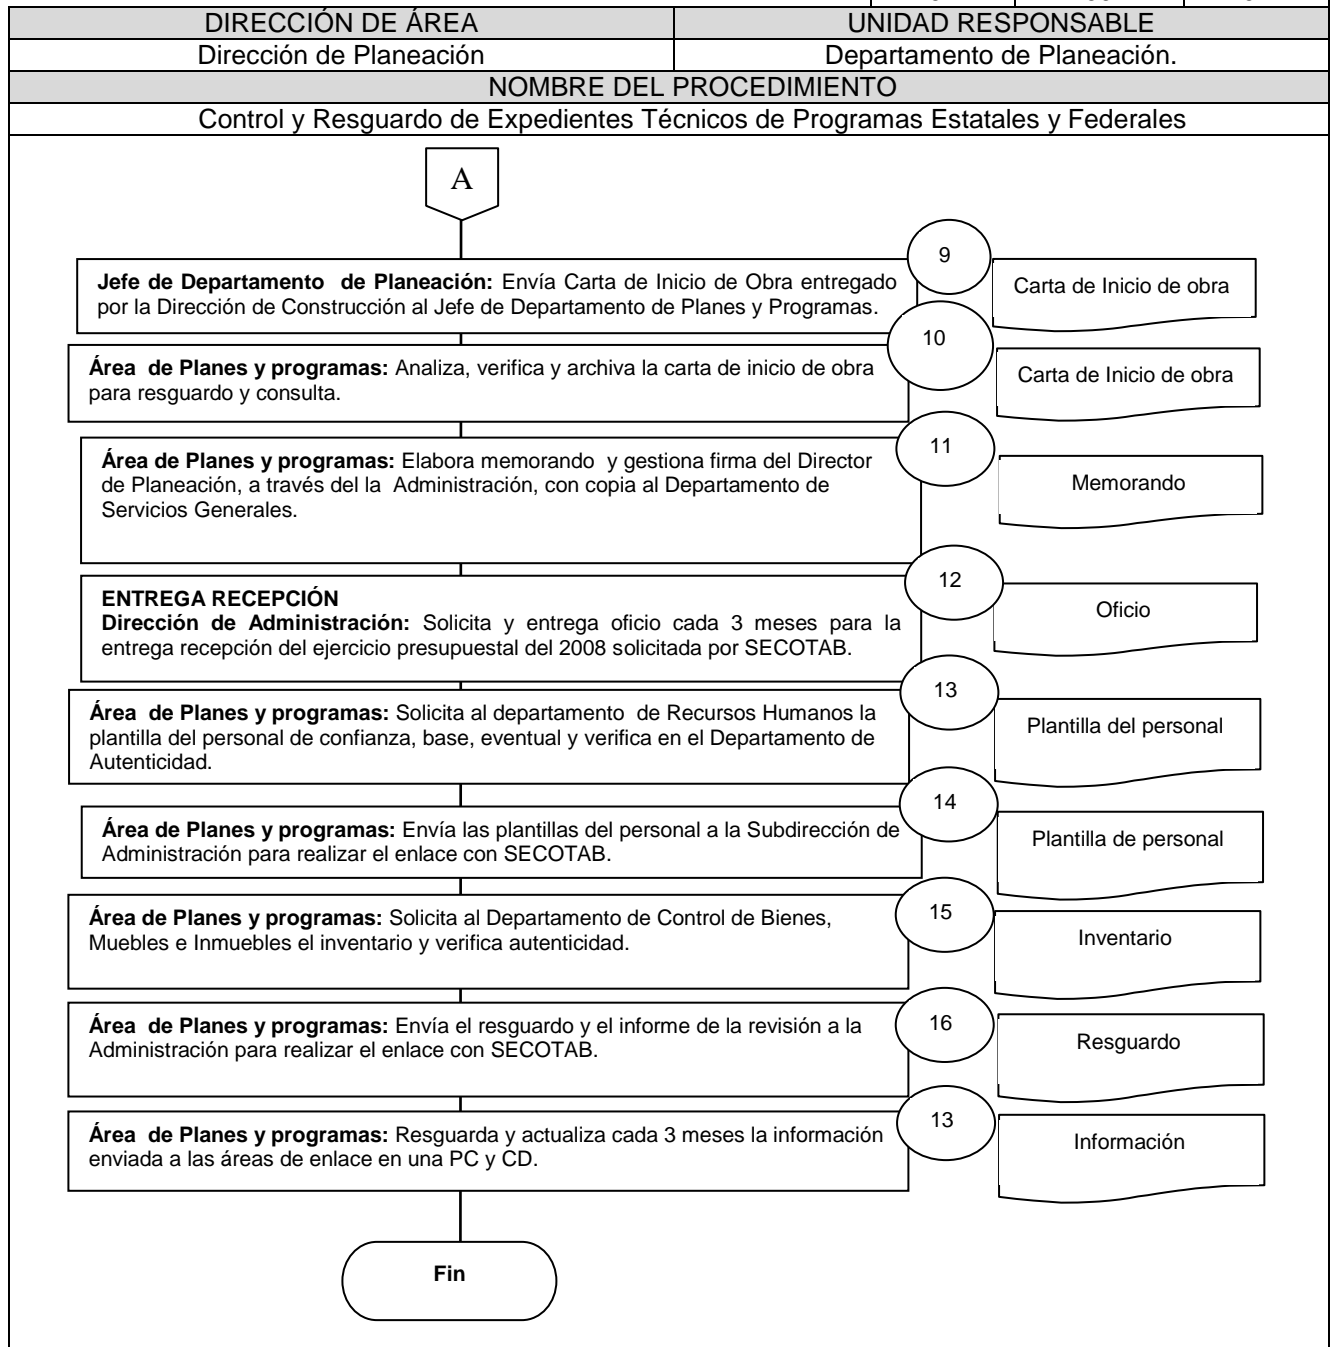 DIRECCIÓN DE ÁREA
UNIDAD RESPONSABLE
Dirección de Planeación
Departamento de Planeación.
NOMBRE DEL PROCEDIMIENTO
Control y Resguardo de Expedientes Técnicos de Programas Estatales y Federales
A
9
Jefe de Departamento de Planeación: Envía Carta de Inicio de Obra entregado
por la Dirección de Construcción al Jefe de Departamento de Planes y Programas.
Carta de Inicio de obra
10
Área de Planes y programas: Analiza, verifica y archiva la carta de inicio de obra
para resguardo y consulta.
Carta de Inicio de obra
11
Área de Planes y programas: Elabora memorando y gestiona firma del Director
de Planeación, a través del la Administración, con copia al Departamento de
Servicios Generales.
Memorando
12
ENTREGA RECEPCIÓN
Dirección de Administración: Solicita y entrega oficio cada 3 meses para la
entrega recepción del ejercicio presupuestal del 2008 solicitada por SECOTAB.
Oficio
13
Área de Planes y programas: Solicita al departamento de Recursos Humanos la
plantilla del personal de confianza, base, eventual y verifica en el Departamento de
Autenticidad.
Plantilla del personal
14
Área de Planes y programas: Envía las plantillas del personal a la Subdirección de
Administración para realizar el enlace con SECOTAB.
Plantilla de personal
15
Área de Planes y programas: Solicita al Departamento de Control de Bienes,
Muebles e Inmuebles el inventario y verifica autenticidad.
Inventario
16
Área de Planes y programas: Envía el resguardo y el informe de la revisión a la
Administración para realizar el enlace con SECOTAB.
Resguardo
13
Área de Planes y programas: Resguarda y actualiza cada 3 meses la información
enviada a las áreas de enlace en una PC y CD.
Información
Fin